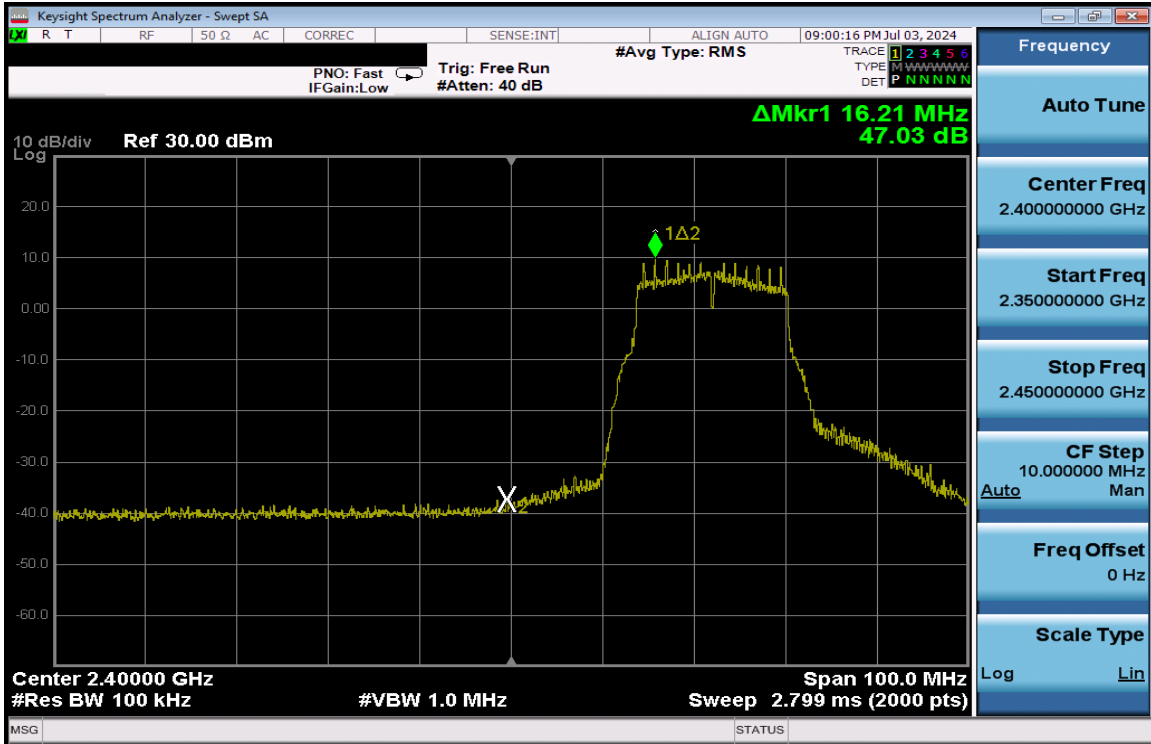 Keysight Spectrum Analyzer - Swept SA
LXI R T RF 50 Ω AC CORREC SENSE:INT ALIGN AUTO 09:00:16 PM Jul 03, 2024
#Avg Type: RMS
TRACE 1 2 3 4 5 6
TYPE M W W W W W
DET P N N N N N
PNO: Fast
IFGain:Low
Trig: Free Run
#Atten: 40 dB
ΔMkr1 16.21 MHz
47.03 dB
10 dB/div Ref 30.00 dBm
Log
20.0
10.0
0.00
-10.0
-20.0
-30.0
-40.0
-50.0
-60.0
1Δ2
X2
Center 2.40000 GHz
Span 100.0 MHz
#Res BW 100 kHz
#VBW 1.0 MHz
Sweep 2.799 ms (2000 pts)
MSG
STATUS
Frequency
Auto Tune
Center Freq
2.400000000 GHz
Start Freq
2.350000000 GHz
Stop Freq
2.450000000 GHz
CF Step
10.000000 MHz
Auto Man
Freq Offset
0 Hz
Scale Type
Log Lin